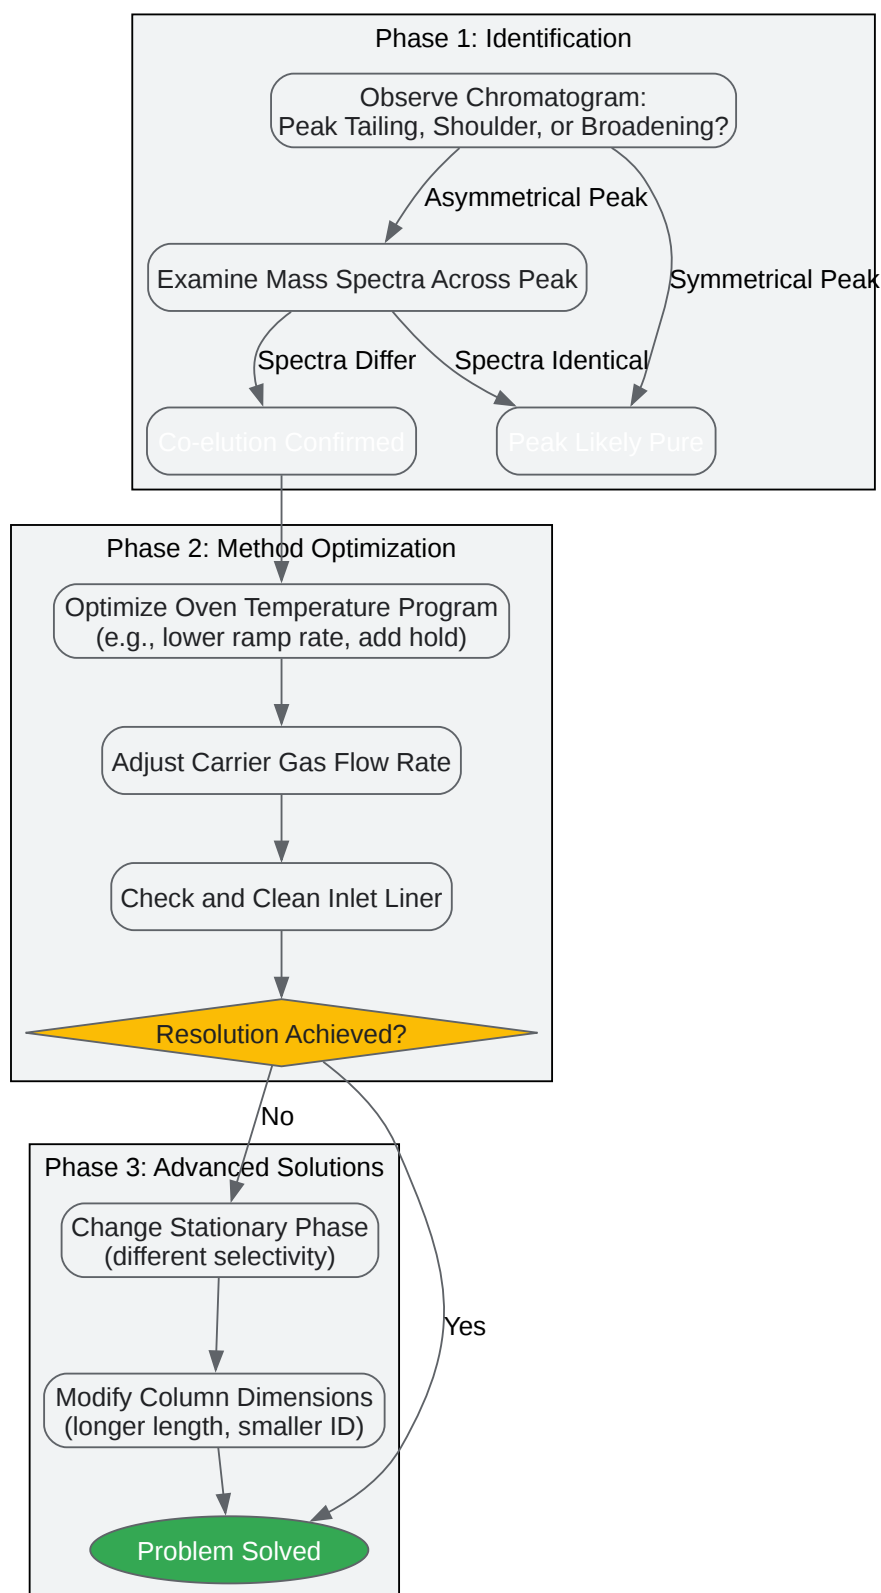 Phase 1: Identification
Observe Chromatogram:
Peak Tailing, Shoulder, or Broadening?
Asymmetrical Peak
Symmetrical Peak
Examine Mass Spectra Across Peak
Spectra Differ
Spectra Identical
Co-elution Confirmed
Peak Likely Pure
Phase 2: Method Optimization
Optimize Oven Temperature Program
(e.g., lower ramp rate, add hold)
Adjust Carrier Gas Flow Rate
Check and Clean Inlet Liner
Resolution Achieved?
No
Phase 3: Advanced Solutions
Change Stationary Phase
(different selectivity)
Yes
Modify Column Dimensions
(longer length, smaller ID)
Problem Solved